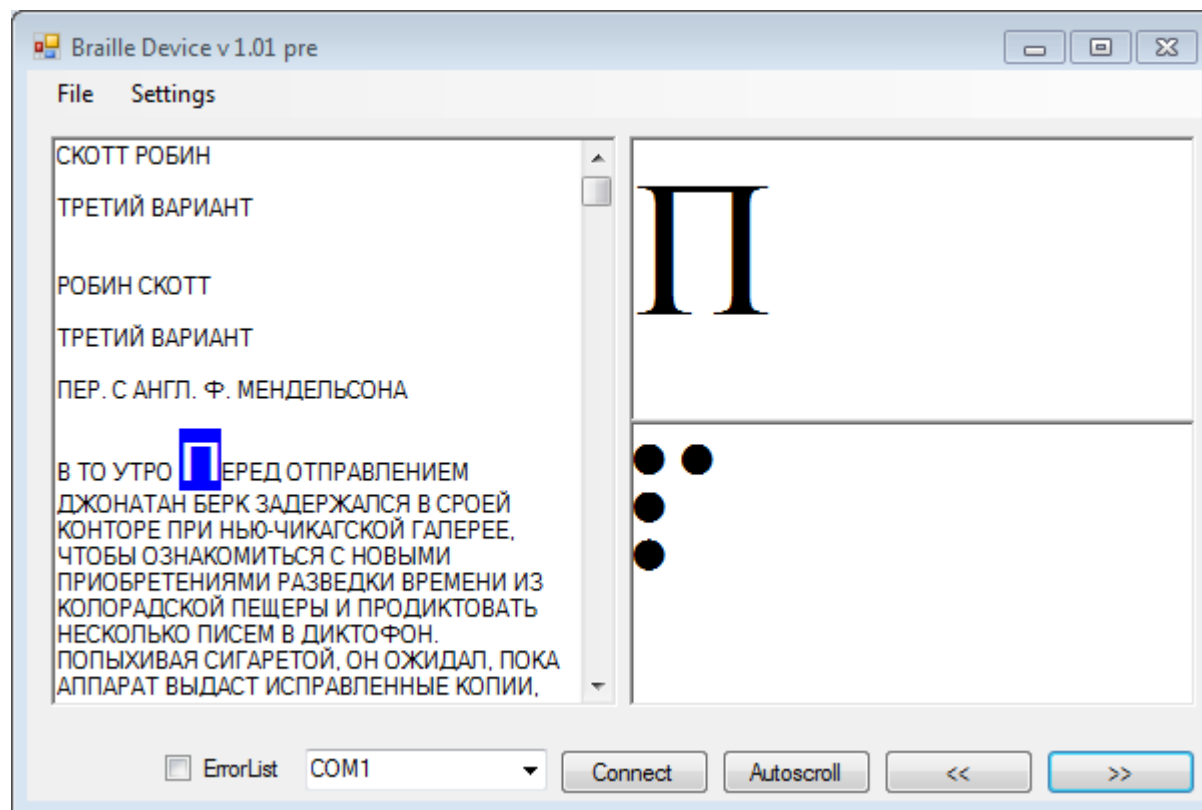 Braille Device v 1.01 pre
File Settings
СКОТТ РОБИН
ТРЕТИЙ ВАРИАНТ
РОБИН СКОТТ
ТРЕТИЙ ВАРИАНТ
ПЕР. С АНГЛ. Ф. МЕНДЕЛЬСОНА
В ТО УТРО ПЕРЕД ОТПРАВЛЕНИЕМ
ДЖОНАТАН БЕРК ЗАДЕРЖАЛСЯ В СРОЕЙ
КОНТОРЕ ПРИ НЬЮ-ЧИКАГСКОЙ ГАЛЕРЕЕ,
ЧТОБЫ ОЗНАКОМИТЬСЯ С НОВЫМИ
ПРИОБРЕТЕНИЯМИ РАЗВЕДКИ ВРЕМЕНИ ИЗ
КОЛОРАДСКОЙ ПЕЩЕРЫ И ПРОДИКТОВАТЬ
НЕСКОЛЬКО ПИСЕМ В ДИКТОФОН.
ПОПЫХИВАЯ СИГАРЕТОЙ, ОН ОЖИДАЛ, ПОКА
АППАРАТ ВЫДАСТ ИСПРАВЛЕННЫЕ КОПИИ,
П
ErrorList COM1 Connect Autoscroll << >>